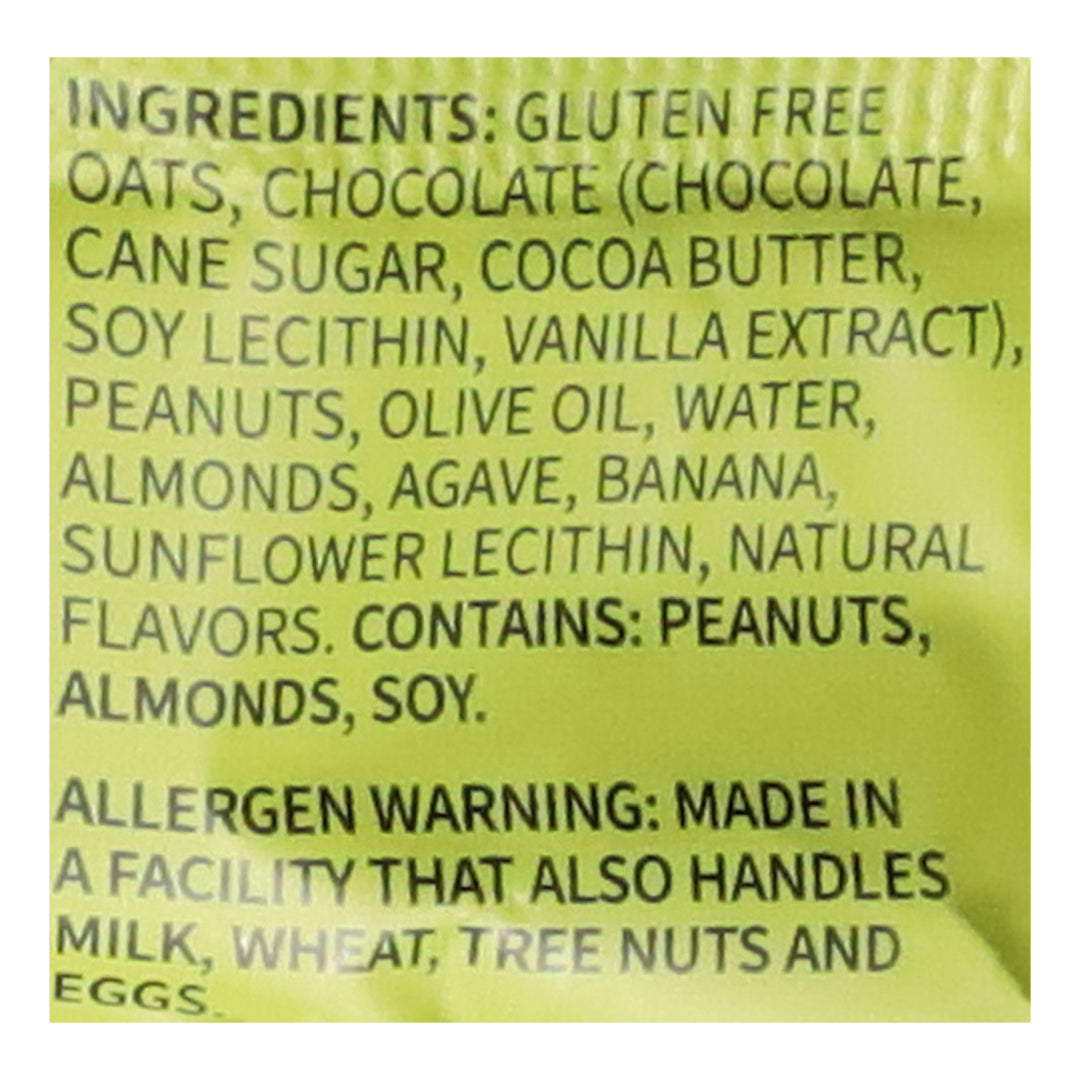 INGREDIENTS: GLUTEN FREE
OATS, CHOCOLATE (CHOCOLATE,
CANE SUGAR, COCOA BUTTER,
SOY LECITHIN, VANILLA EXTRACT),
PEANUTS, OLIVE OIL, WATER,
ALMONDS, AGAVE, BANANA,
SUNFLOWER LECITHIN, NATURAL
FLAVORS. CONTAINS: PEANUTS,
ALMONDS, SOY.
ALLERGEN WARNING: MADE IN
A FACILITY THAT ALSO HANDLES
MILK, WHEAT, TREE NUTS AND
EGGS.